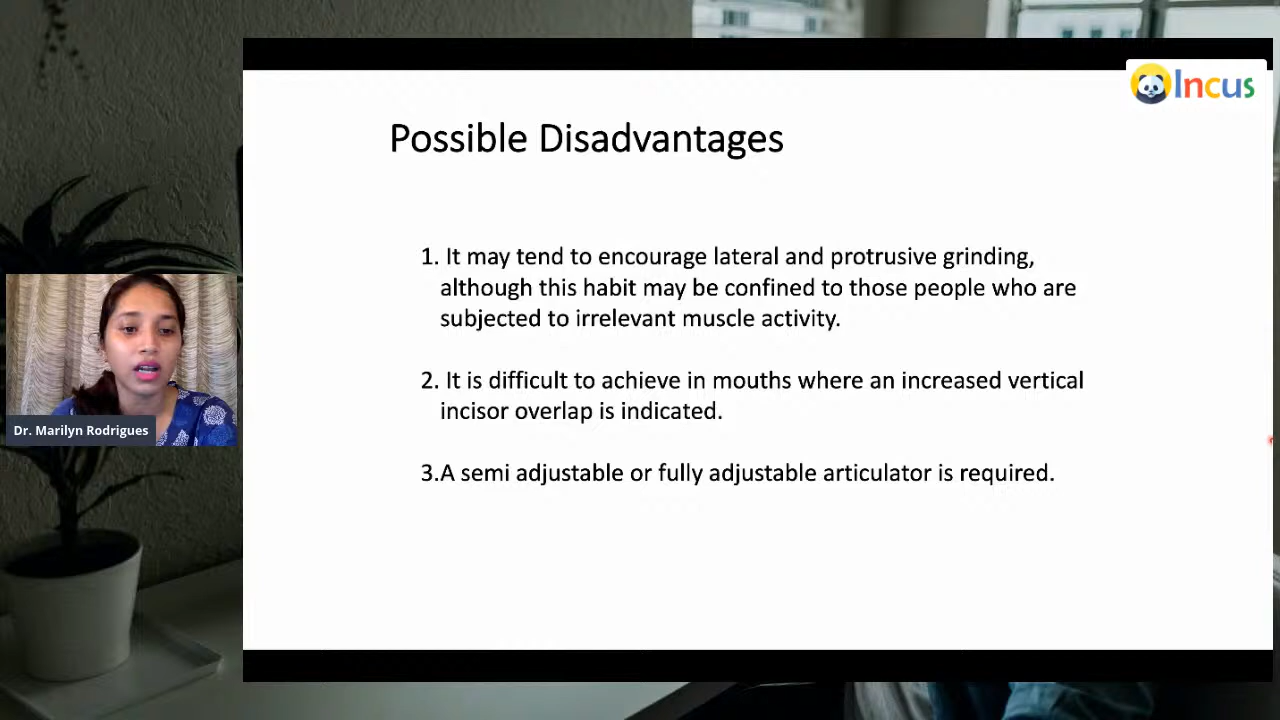 Incus
Possible Disadvantages
1. It may tend to encourage lateral and protrusive grinding,
although this habit may be confined to those people who are
subjected to irrelevant muscle activity.
2. It is difficult to achieve in mouths where an increased vertical
incisor overlap is indicated.
3.A semi adjustable or fully adjustable articulator is required.
Dr. Marilyn Rodrigues